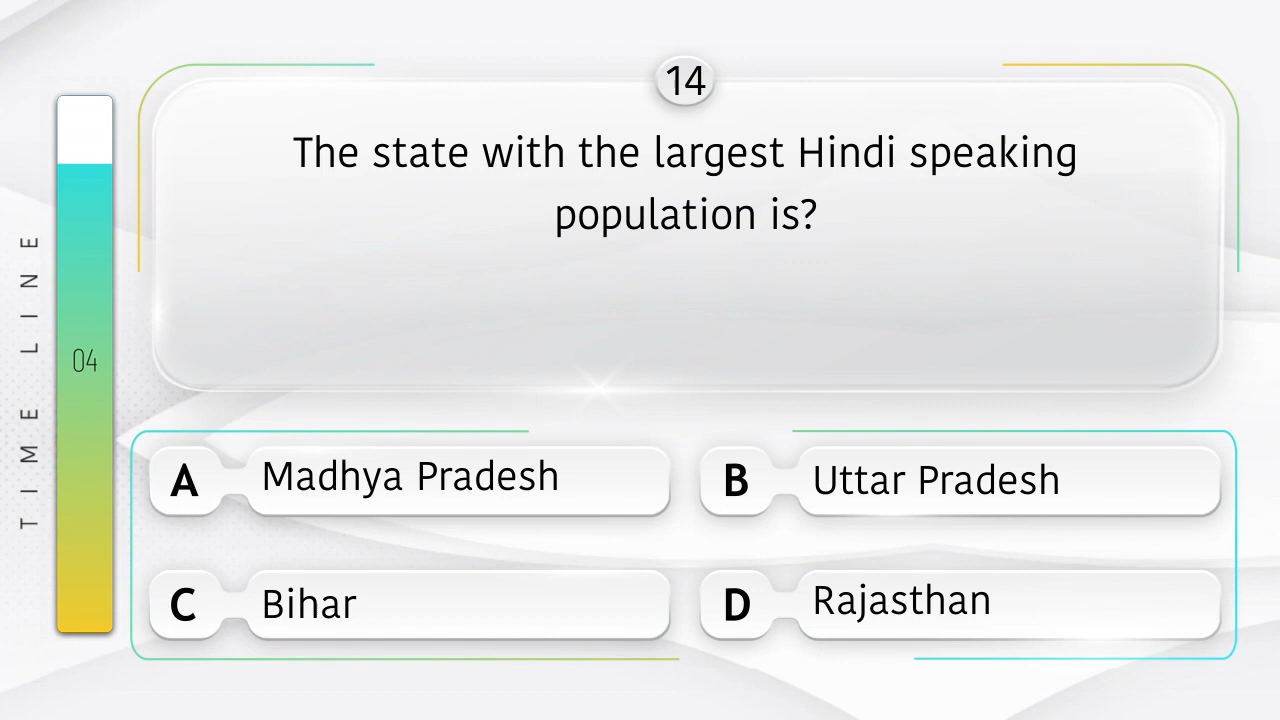 14
The state with the largest Hindi speaking
population is?
TIME LINE
04
A Madhya Pradesh
B Uttar Pradesh
C Bihar
D Rajasthan